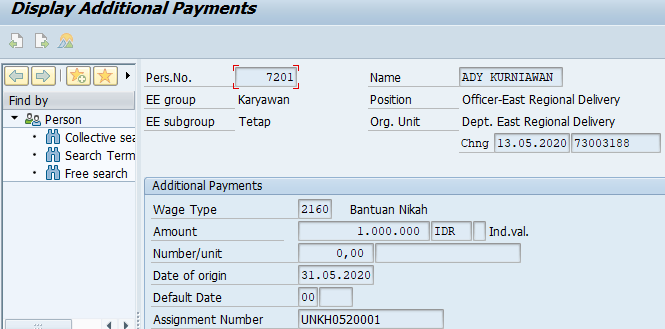 Display Additional Payments
Pers.No. 7201 Name ADY KURNIAWAN
Find by
EE group Karyawan Position Officer-East Regional Delivery
Person
EE subgroup Tetap Org. Unit Dept. East Regional Delivery
Collective sea
Chng 13.05.2020 73003188
Search Term
Free search
Additional Payments
Wage Type 2160 Bantuan Nikah
Amount 1.000.000 IDR Ind.val.
Number/unit 0,00
Date of origin 31.05.2020
Default Date 00
Assignment Number UNKH0520001